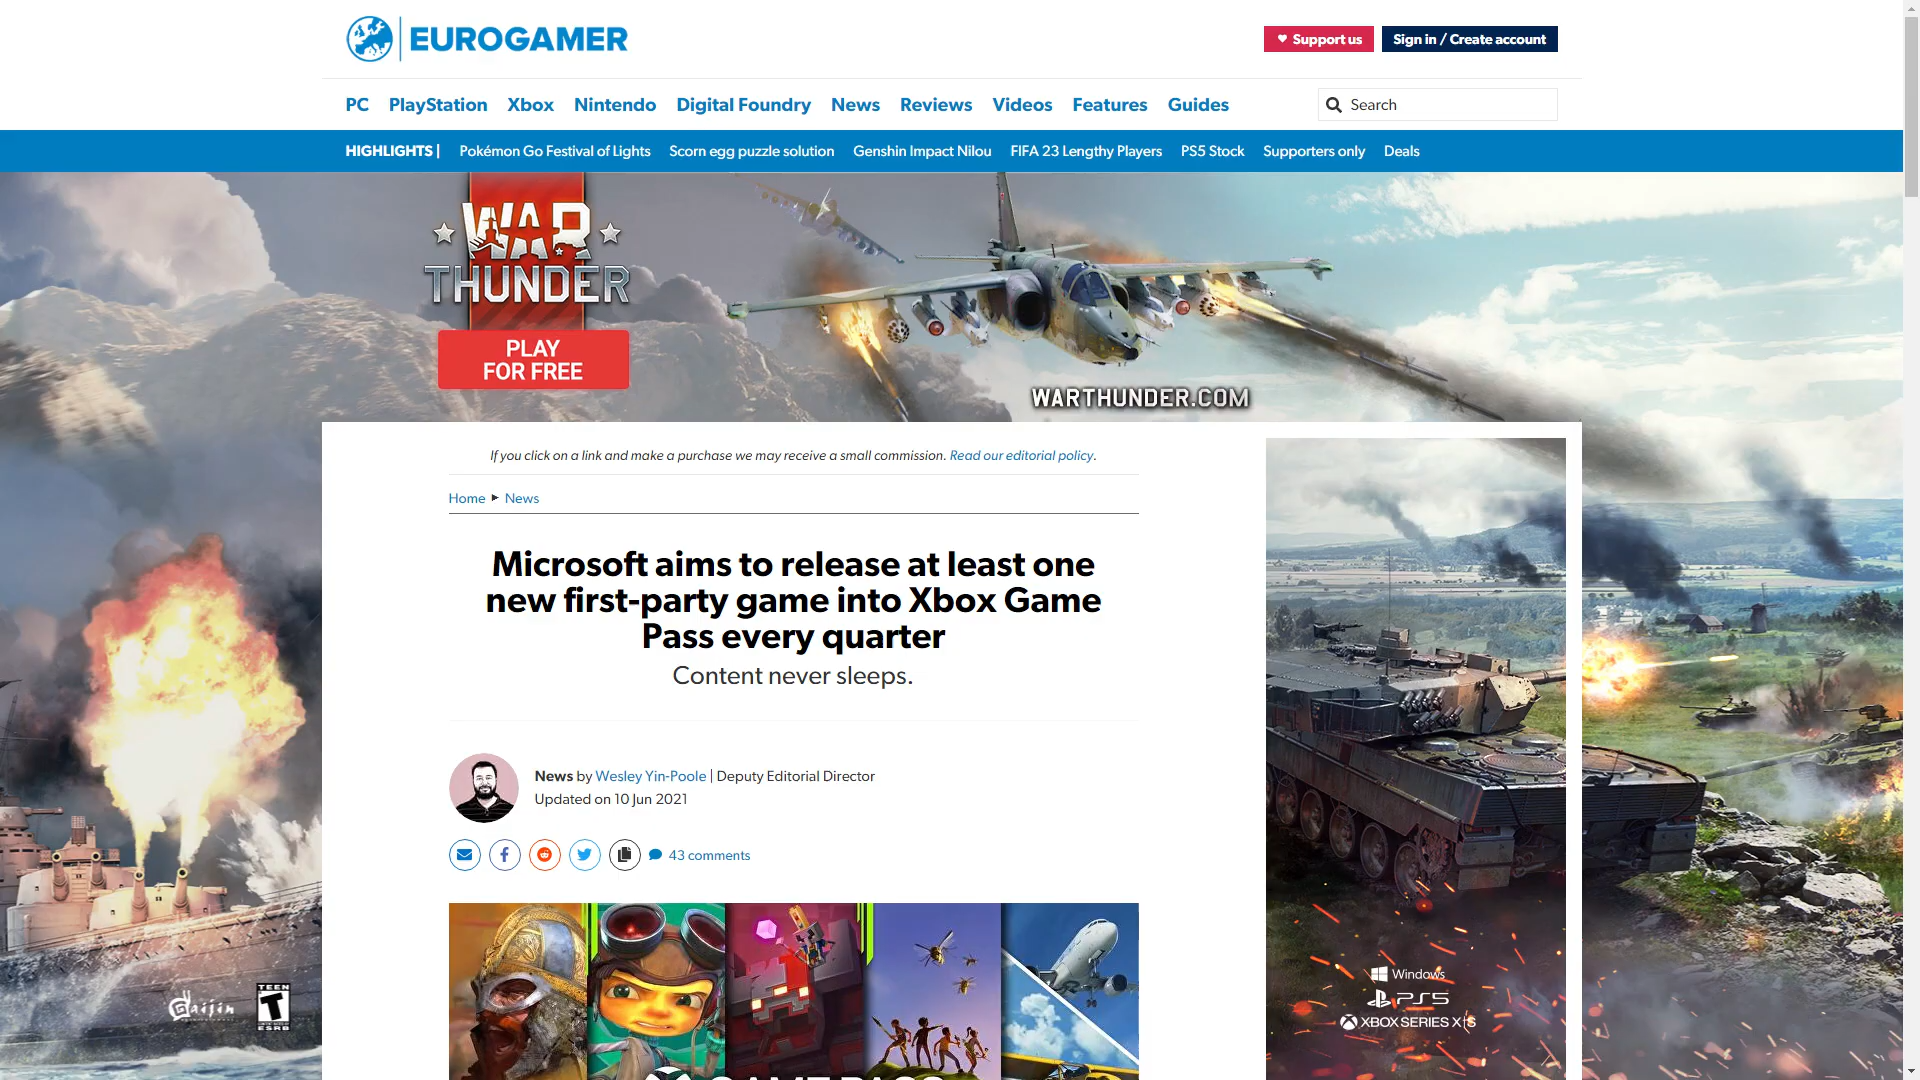 EUROGAMER
Support us
Sign in / Create account
PC PlayStation Xbox Nintendo Digital Foundry News Reviews Videos Features Guides
Search
HIGHLIGHTS | Pokémon Go Festival of Lights Scorn egg puzzle solution Genshin Impact Nilou FIFA 23 Lengthy Players PS5 Stock Supporters only Deals
WAR
THUNDER
PLAY
FOR FREE
WARTHUNDER.COM
If you click on a link and make a purchase we may receive a small commission. Read our editorial policy.
Home ▸ News
Microsoft aims to release at least one
new first-party game into Xbox Game
Pass every quarter
Content never sleeps.
News by Wesley Yin-Poole | Deputy Editorial Director
Updated on 10 Jun 2021
43 comments
GAME PASS
Gaijin
TEEN
T
ESRB
Windows
PS5
XBOX SERIES X|S